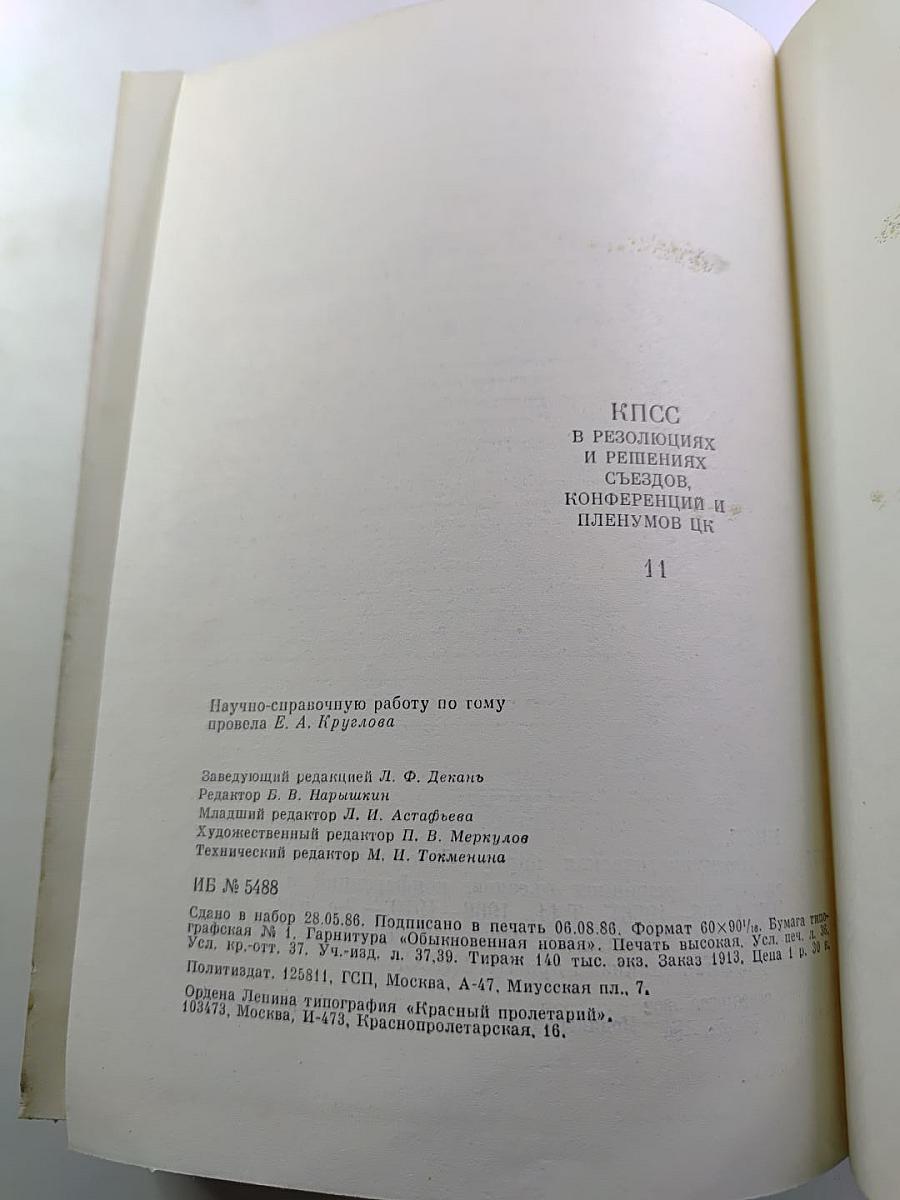 КПСС
В РЕЗОЛЮЦИЯХ
И РЕШЕНИЯХ
СЪЕЗДОВ,
КОНФЕРЕНЦИЙ И
ПЛЕНУМОВ ЦК
11
Научно-справочную работу по тому
провела Е. А. Круглова
Заведующий редакцией Л. Ф. Декань
Редактор Б. В. Нарышкин
Младший редактор Л. И. Астафьева
Художественный редактор П. В. Меркулов
Технический редактор М. И. Токменина
ИБ № 5488
Сдано в набор 28.05.86. Подписано в печать 06.08.86. Формат 60×90¹/₁₆. Бумага типо-
графская № 1. Гарнитура «Обыкновенная новая». Печать высокая. Усл. печ. л. 36.
Усл. кр.-отт. 37. Уч.-изд. л. 37,39. Тираж 140 тыс. экз. Заказ 1913. Цена 1 р. 30 к.
Политиздат. 125811, ГСП, Москва, А-47, Миусская пл., 7.
Ордена Ленина типография «Красный пролетарий».
103473, Москва, И-473, Краснопролетарская, 16.